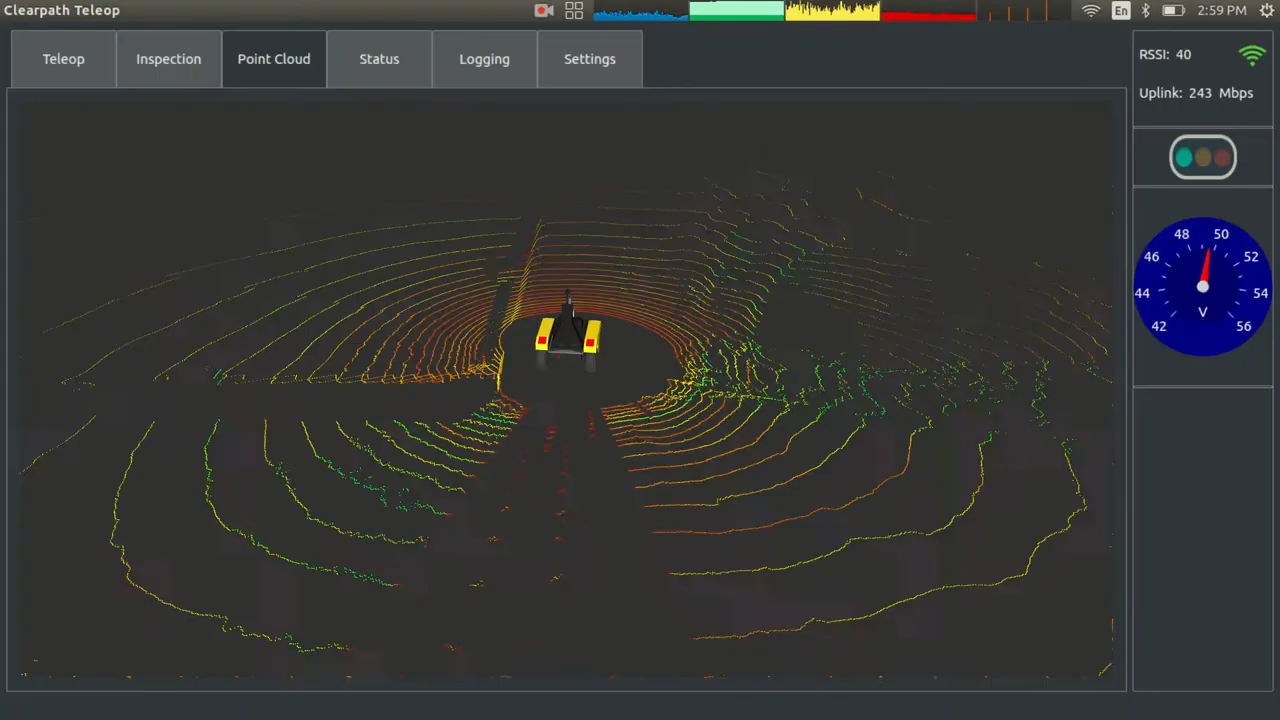 Clearpath Teleop
En
2:59 PM
Teleop
Inspection
Point Cloud
Status
Logging
Settings
RSSI: 40
Uplink: 243 Mbps
48 50
46 52
44 54
V
42 56